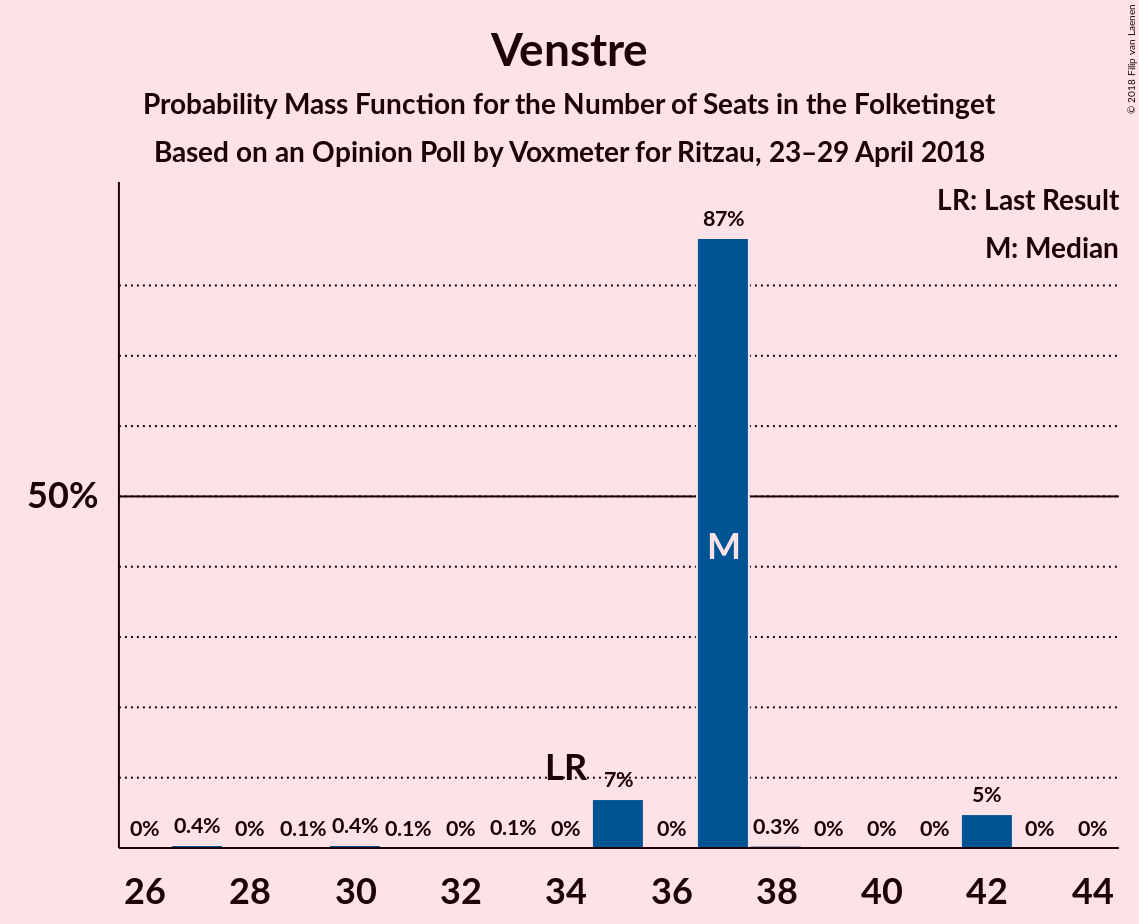 Venstre
Probability Mass Function for the Number of Seats in the Folketinget
Based on an Opinion Poll by Voxmeter for Ritzau, 23–29 April 2018
© 2018 Filip van Laenen
LR: Last Result
M: Median
87%
50%
M
LR
7%
5%
0% 0.4% 0% 0.1% 0.4% 0.1% 0% 0.1% 0% 0% 0.3% 0% 0% 0% 0% 0%
26 28 30 32 34 36 38 40 42 44